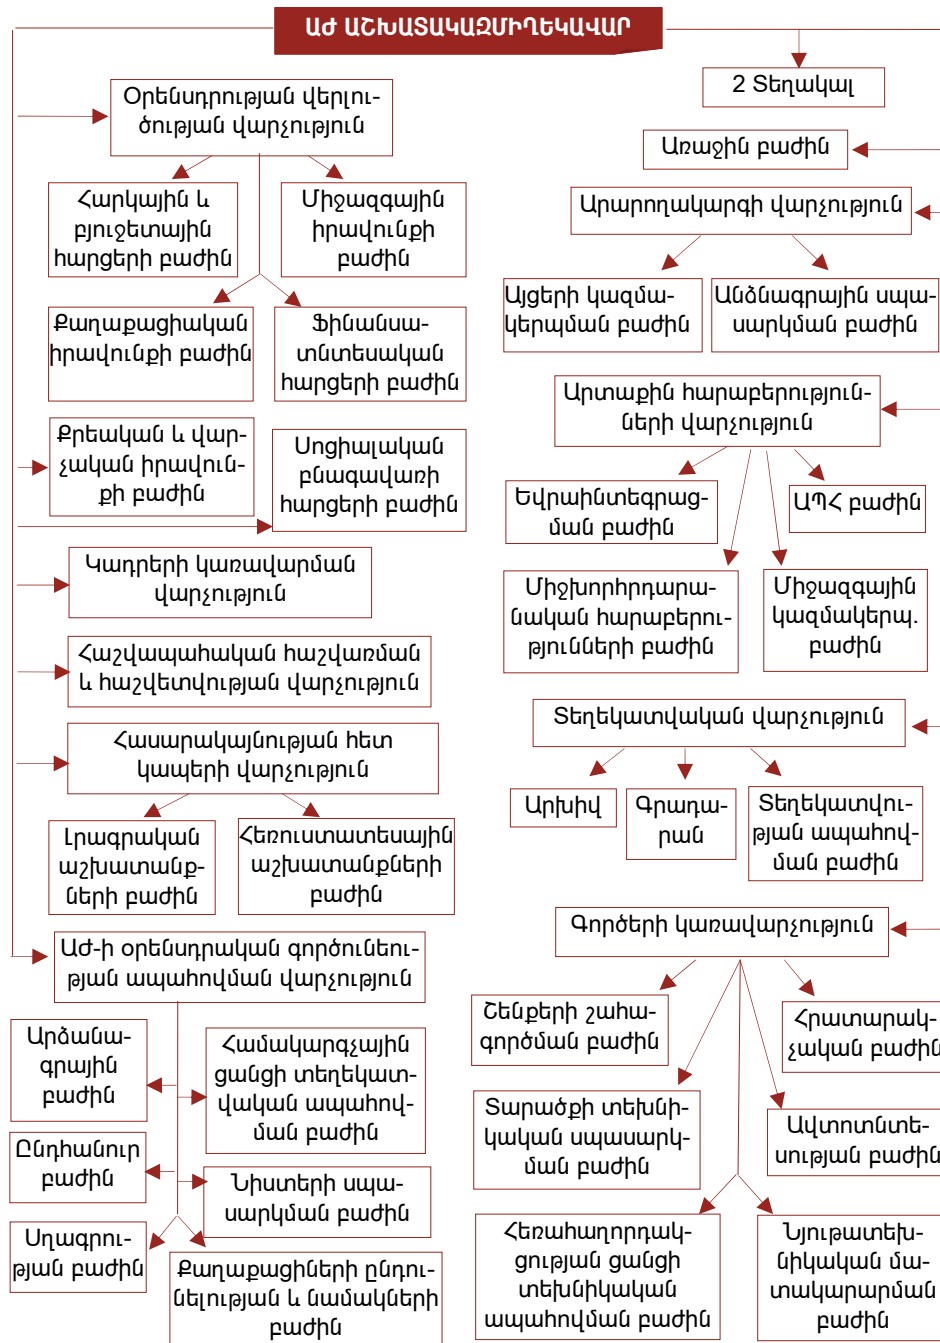 ԱԺ ԱՇԽԱՏԱԿԱԶՄԻ ՂԵԿԱՎԱՐ
Օրենսդրության վերլու-
ծության վարչություն
Հարկային և
բյուջետային
հարցերի բաժին
Միջազգային
իրավունքի
բաժին
Քաղաքացիական
իրավունքի բաժին
Ֆինանսա-
տնտեսական
հարցերի բաժին
Քրեական և վար-
չական իրավուն-
քի բաժին
Սոցիալական
բնագավառի
հարցերի բաժին
Կադրերի կառավարման
վարչություն
Հաշվապահական հաշվառման
և հաշվետվության վարչություն
Հասարակայնության հետ
կապերի վարչություն
Լրագրական
աշխատանք-
ների բաժին
Հեռուստատեսային
աշխատանքների
բաժին
ԱԺ-ի օրենսդրական գործունեու-
թյան ապահովման վարչություն
Արձանա-
գրային
բաժին
Համակարգչային
ցանցի տեղեկատ-
վական ապահով-
ման բաժին
Ընդհանուր
բաժին
Նիստերի սպա-
սարկման բաժին
Սղագրու-
թյան բաժին
Քաղաքացիների ընդու-
նելության և նամակների
բաժին
2 Տեղակալ
Առաջին բաժին
Արարողակարգի վարչություն
Այցերի կազմա-
կերպման բաժին
Անձնագրային սպա-
սարկման բաժին
Արտաքին հարաբերություն-
ների վարչություն
Եվրաինտեգրաց-
ման բաժին
ԱՊՀ բաժին
Միջխորհրդարա-
նական հարաբերու-
թյունների բաժին
Միջազգային
կազմակերպ.
բաժին
Տեղեկատվական վարչություն
Արխիվ
Գրադա-
րան
Տեղեկատվու-
թյան ապահով-
ման բաժին
Գործերի կառավարչություն
Շենքերի շահա-
գործման բաժին
Հրատարակ-
չական բաժին
Տարածքի տեխնի-
կական սպասարկ-
ման բաժին
Ավտոտնտե-
սության բաժին
Հեռահաղորդակ-
ցության ցանցի
տեխնիկական
ապահովման բաժին
Նյութատեխ-
նիկական մա-
տակարարման
բաժին